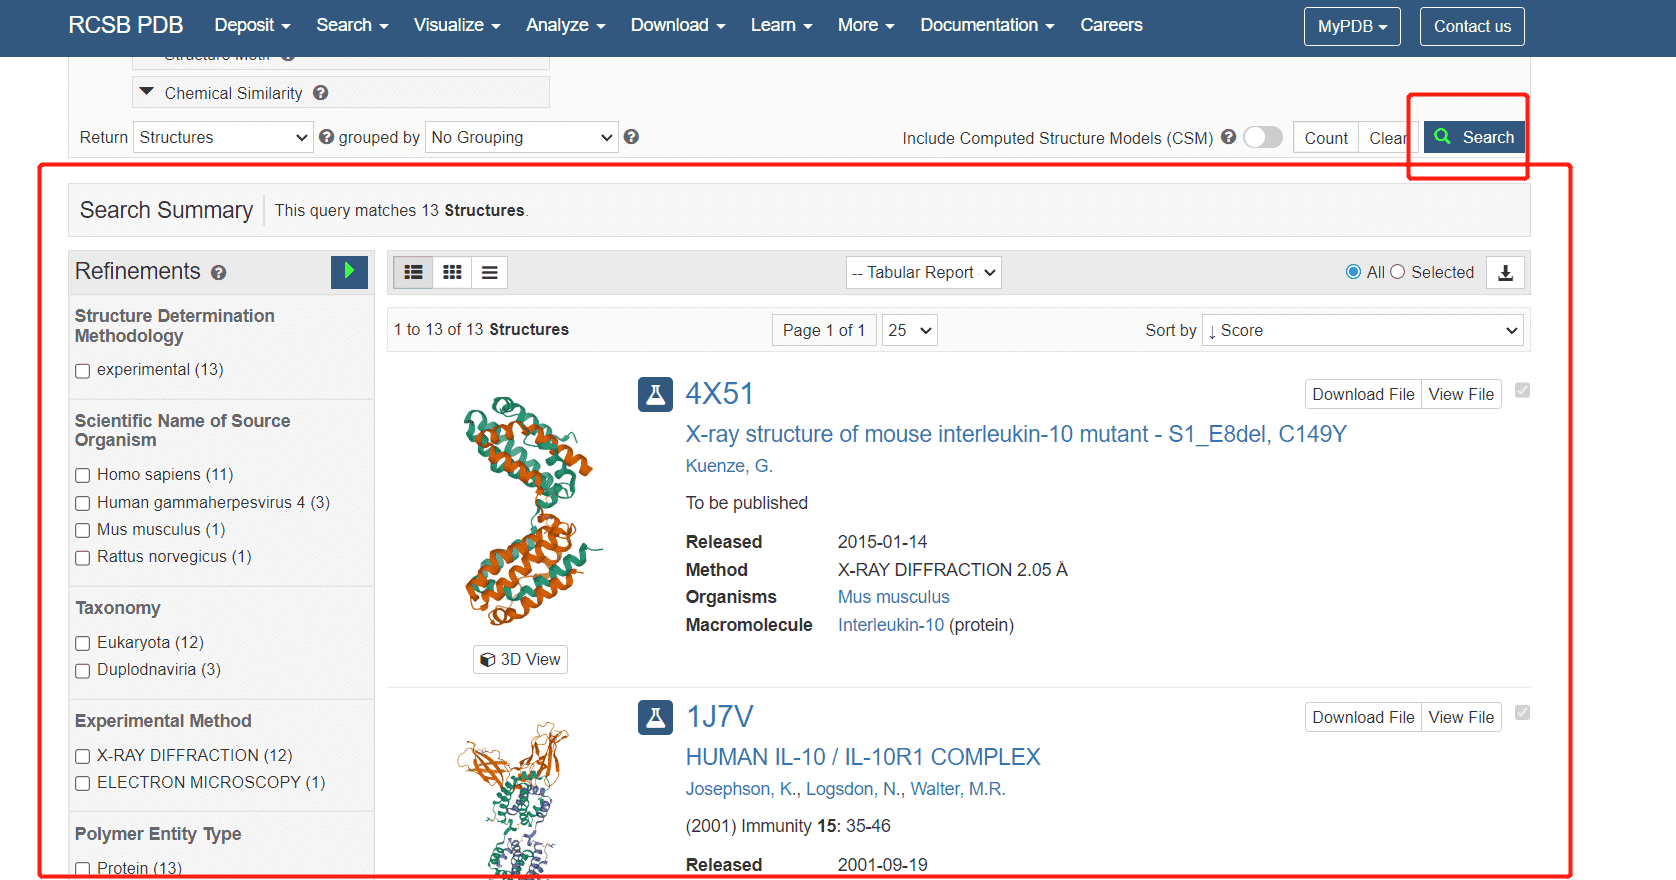 RCSB PDB Deposit Search Visualize Analyze Download Learn More Documentation Careers MyPDB Contact us
Structure Motif
Chemical Similarity
Return Structures grouped by No Grouping Include Computed Structure Models (CSM) Count Clear Search
Search Summary This query matches 13 Structures.
Refinements
-- Tabular Report All Selected
Structure Determination
Methodology
experimental (13)
Scientific Name of Source
Organism
Homo sapiens (11)
Human gammaherpesvirus 4 (3)
Mus musculus (1)
Rattus norvegicus (1)
Taxonomy
Eukaryota (12)
Duplodnaviria (3)
Experimental Method
X-RAY DIFFRACTION (12)
ELECTRON MICROSCOPY (1)
Polymer Entity Type
Protein (13)
1 to 13 of 13 Structures Page 1 of 1 25 Sort by ↓ Score
4X51 Download File View File
X-ray structure of mouse interleukin-10 mutant - S1_E8del, C149Y
Kuenze, G.
To be published
Released 2015-01-14
Method X-RAY DIFFRACTION 2.05 Å
Organisms Mus musculus
Macromolecule Interleukin-10 (protein)
3D View
1J7V Download File View File
HUMAN IL-10 / IL-10R1 COMPLEX
Josephson, K., Logsdon, N., Walter, M.R.
(2001) Immunity 15: 35-46
Released 2001-09-19